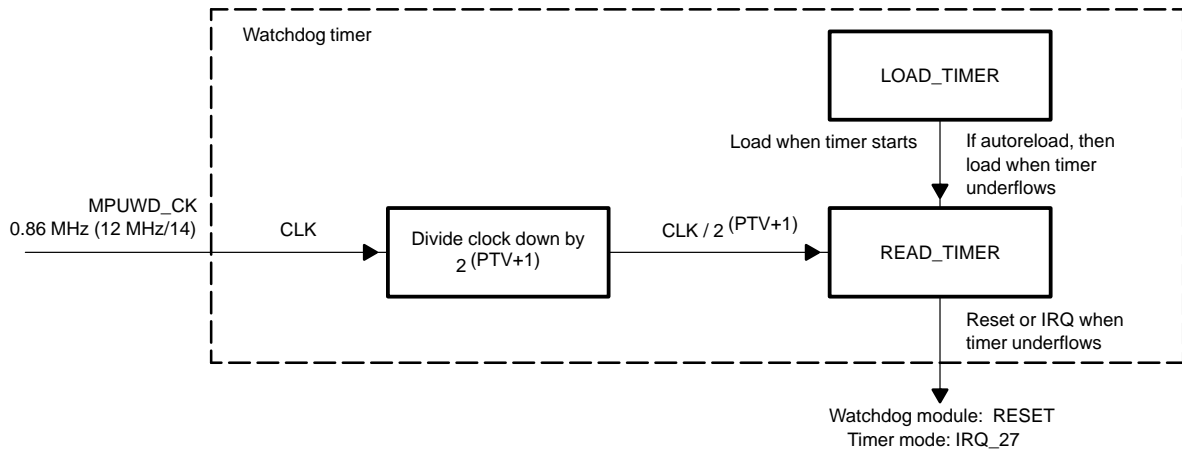 Watchdog timer
LOAD_TIMER
Load when timer starts
If autoreload, then
load when timer
underflows
MPUWD_CK
0.86 MHz (12 MHz/14)
CLK
Divide clock down by
2 (PTV+1)
CLK / 2 (PTV+1)
READ_TIMER
Reset or IRQ when
timer underflows
Watchdog module: RESET
Timer mode: IRQ_27